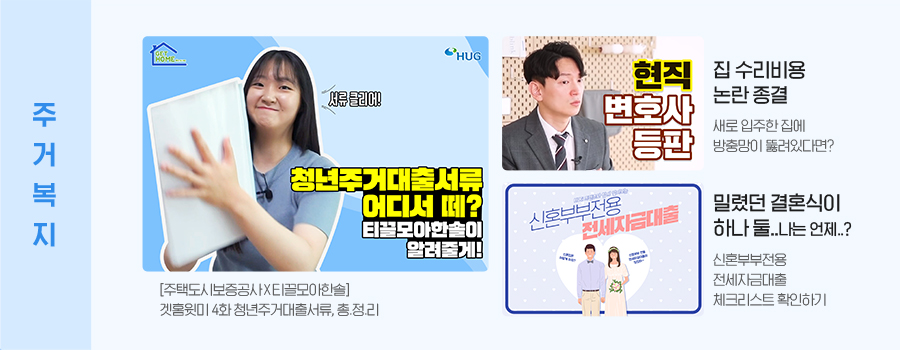 주거복지
GET HOME
HUG
서류 클리어!
청년주거대출서류
어디서 떼?
티끌모아한솔이
알려줄게!
[주택도시보증공사 X 티끌모아한솔]
겟홈윗미 4화 청년주거대출서류, 총.정.리
현직
변호사
등판
집 수리비용
논란 종결
새로 입주한 집에
방충망이 뚫려있다면?
신혼부부전용
전세자금대출
밀렸던 결혼식이
하나 둘..나는 언제..?
신혼부부전용
전세자금대출
체크리스트 확인하기